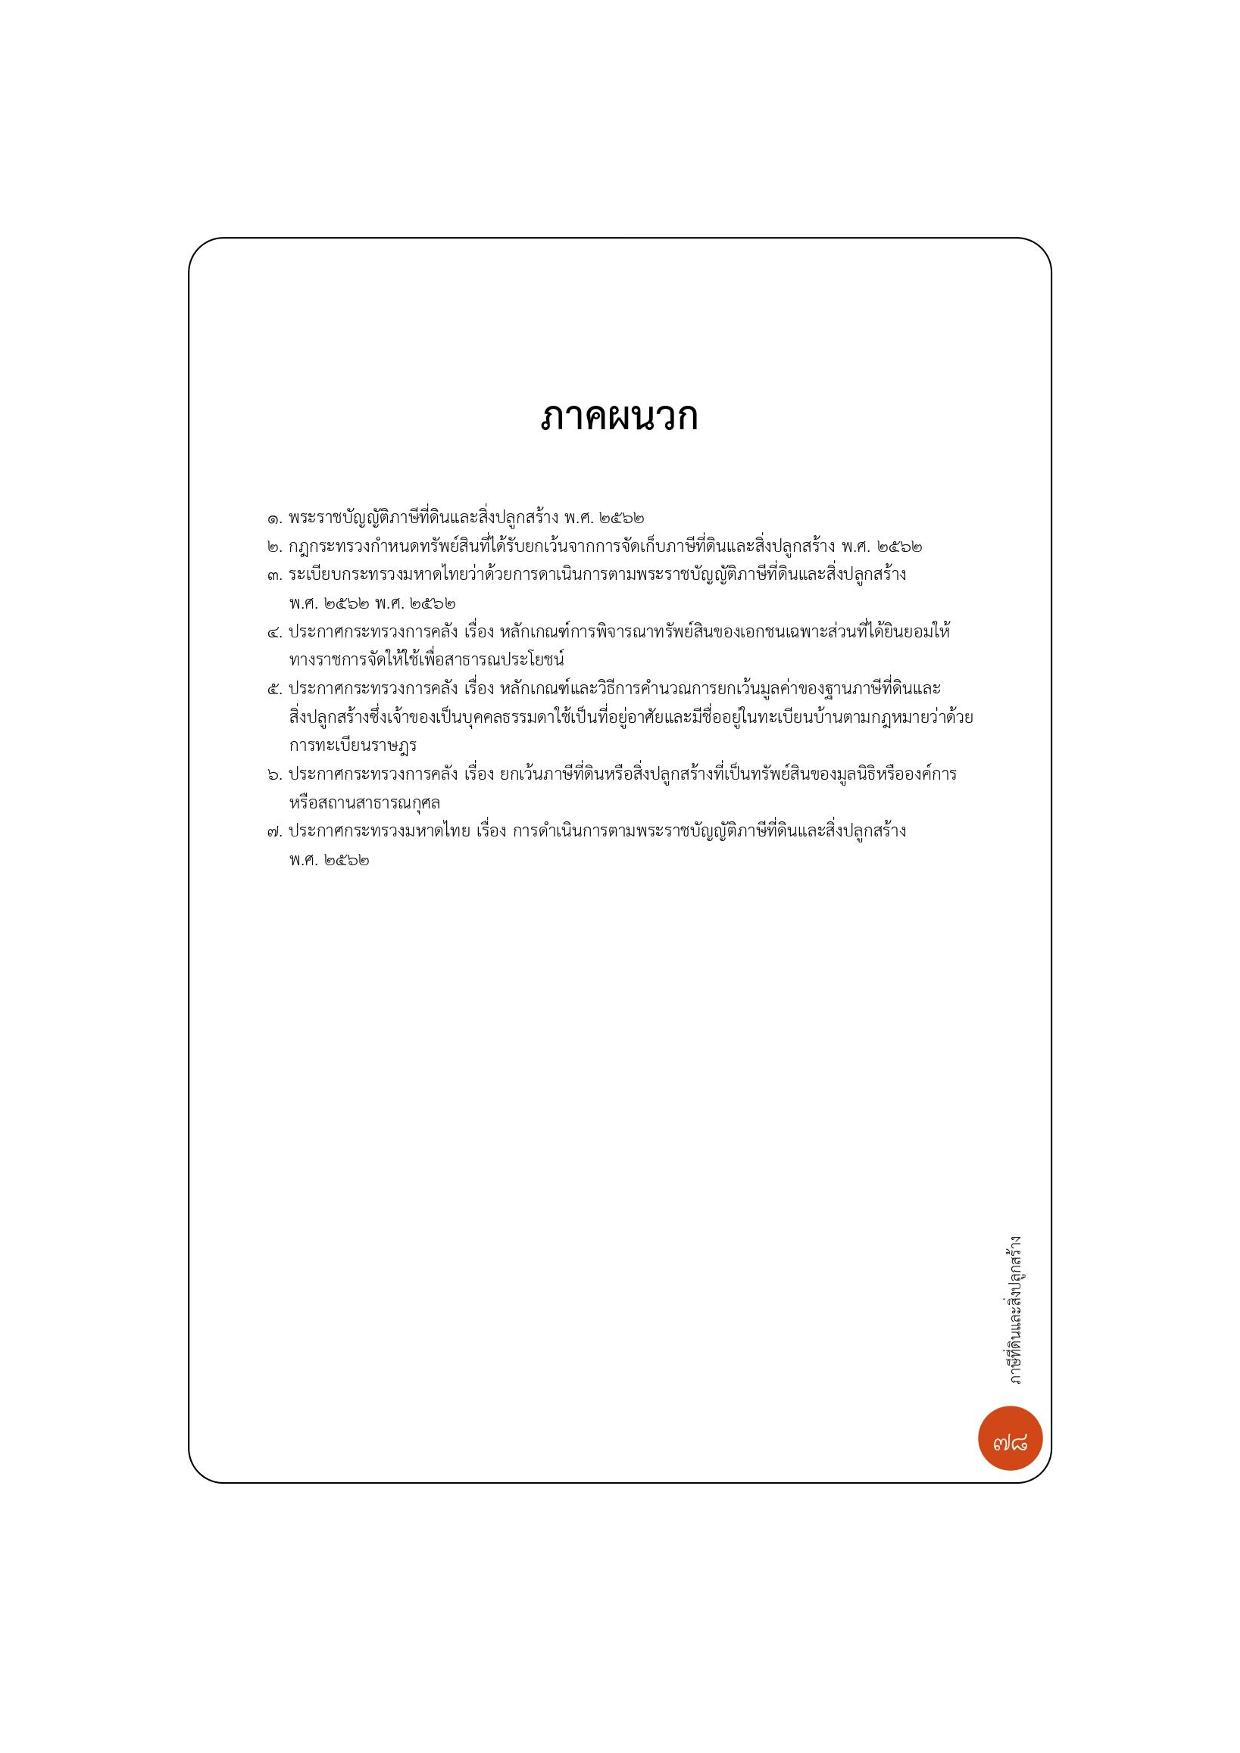 ภาคผนวก
๑. พระราชบัญญัติภาษีที่ดินและสิ่งปลูกสร้าง พ.ศ. ๒๕๖๒
๒. กฎกระทรวงกำหนดทรัพย์สินที่ได้รับยกเว้นจากการจัดเก็บภาษีที่ดินและสิ่งปลูกสร้าง พ.ศ. ๒๕๖๒
๓. ระเบียบกระทรวงมหาดไทยว่าด้วยการดาเนินการตามพระราชบัญญัติภาษีที่ดินและสิ่งปลูกสร้าง
พ.ศ. ๒๕๖๒ พ.ศ. ๒๕๖๒
๔. ประกาศกระทรวงการคลัง เรื่อง หลักเกณฑ์การพิจารณาทรัพย์สินของเอกชนเฉพาะส่วนที่ได้ยินยอมให้
ทางราชการจัดให้ใช้เพื่อสาธารณประโยชน์
๕. ประกาศกระทรวงการคลัง เรื่อง หลักเกณฑ์และวิธีการคำนวณการยกเว้นมูลค่าของฐานภาษีที่ดินและ
สิ่งปลูกสร้างซึ่งเจ้าของเป็นบุคคลธรรมดาใช้เป็นที่อยู่อาศัยและมีชื่ออยู่ในทะเบียนบ้านตามกฎหมายว่าด้วย
การทะเบียนราษฎร
๖. ประกาศกระทรวงการคลัง เรื่อง ยกเว้นภาษีที่ดินหรือสิ่งปลูกสร้างที่เป็นทรัพย์สินของมูลนิธิหรือองค์การ
หรือสถานสาธารณกุศล
๗. ประกาศกระทรวงมหาดไทย เรื่อง การดำเนินการตามพระราชบัญญัติภาษีที่ดินและสิ่งปลูกสร้าง
พ.ศ. ๒๕๖๒
ภาษีที่ดินและสิ่งปลูกสร้าง
๗๘